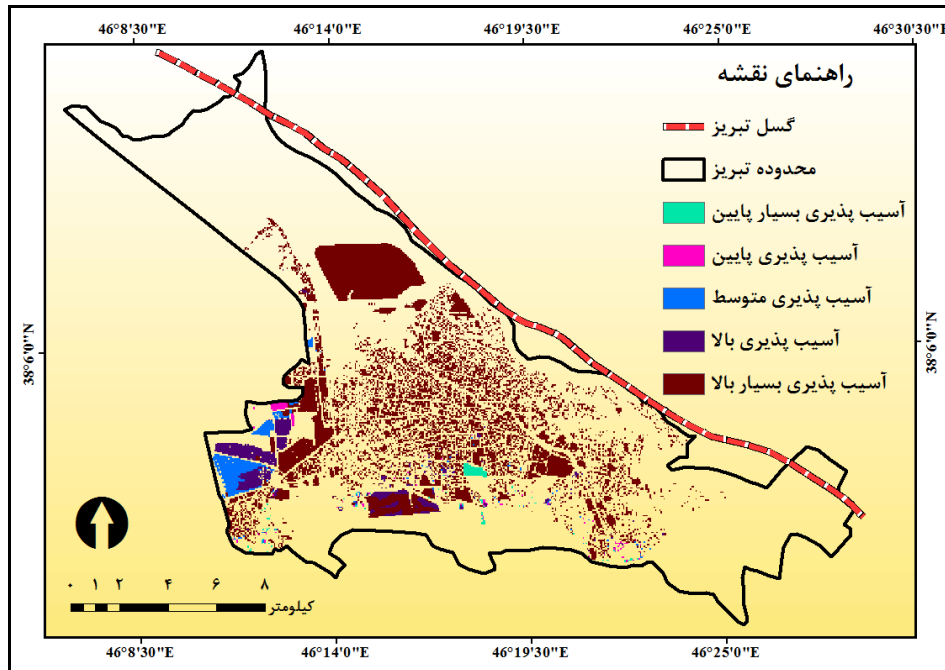 46°8'30"E 46°14'0"E 46°19'30"E 46°25'0"E 46°30'30"E
راهنمای نقشه
گسل تبریز
محدوده تبریز
آسیب پذیری بسیار پایین
آسیب پذیری پایین
آسیب پذیری متوسط
آسیب پذیری بالا
آسیب پذیری بسیار بالا
38°6'0"N
38°6'0"N
۰ ۱ ۲ ۴ ۶ ۸
کیلومتر
46°8'30"E 46°14'0"E 46°19'30"E 46°25'0"E